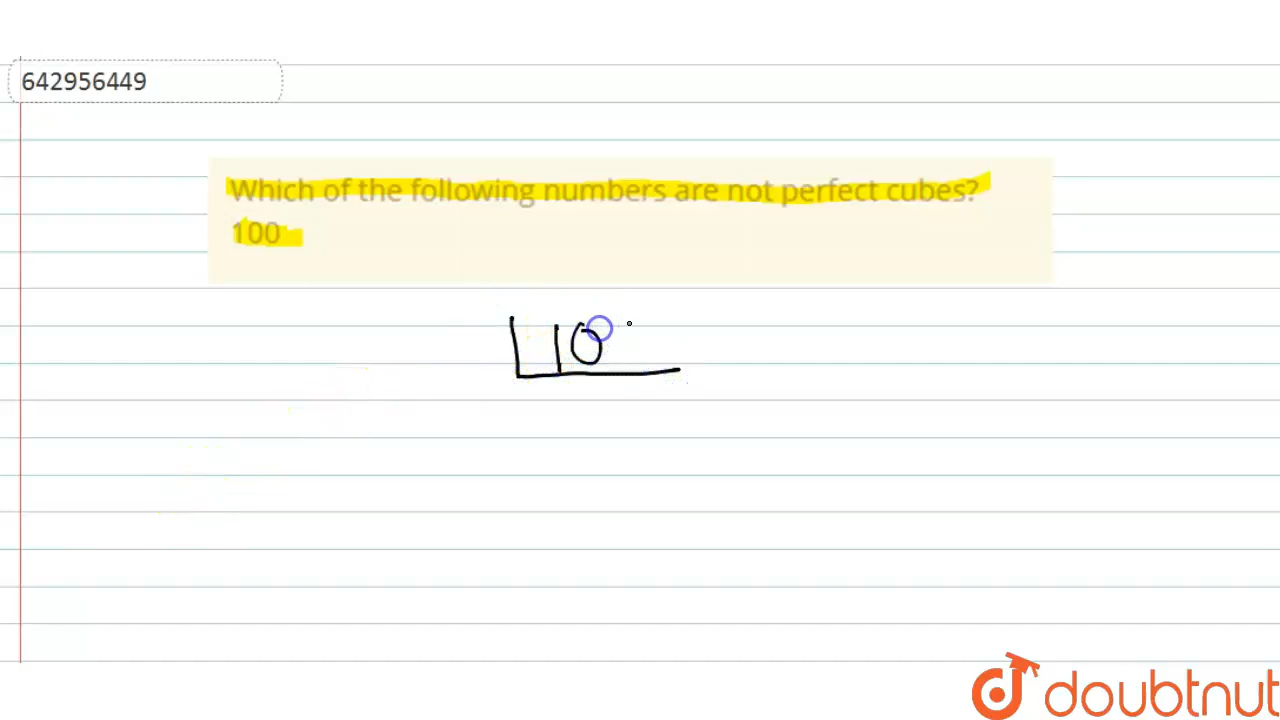 642956449
Which of the following numbers are not perfect cubes?
100
10
doubtnut